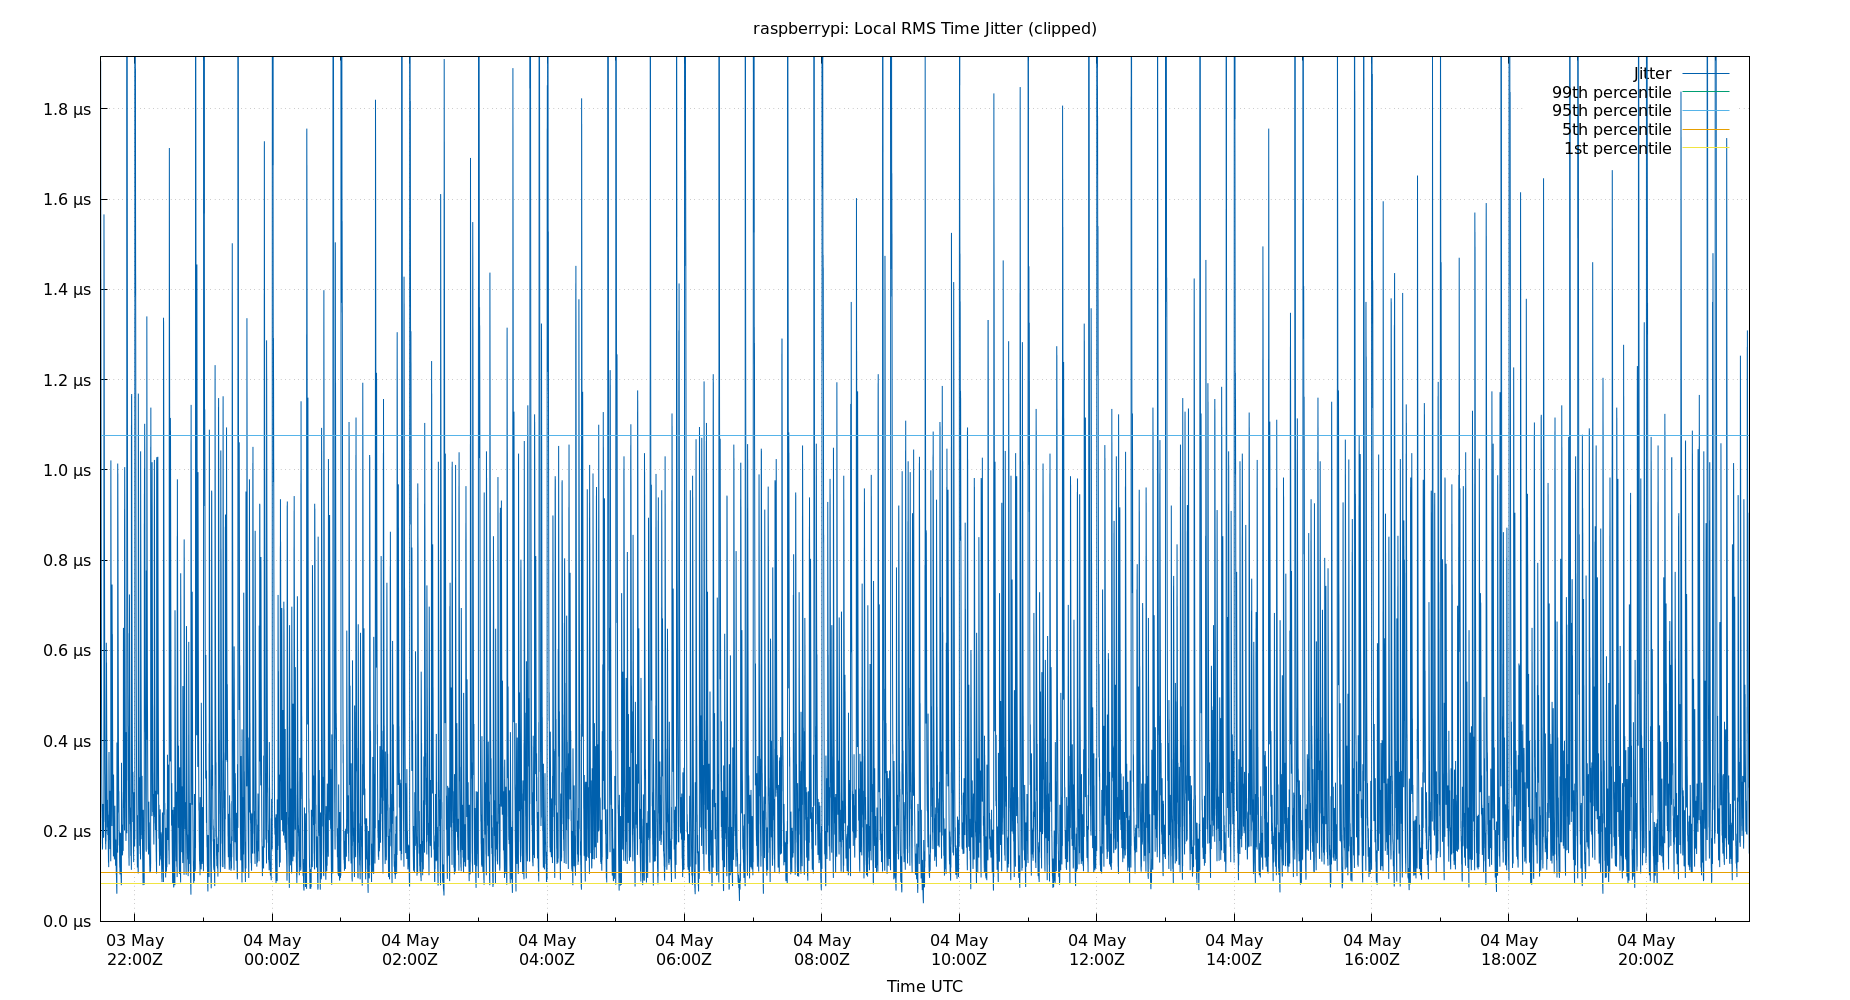 raspberrypi: Local RMS Time Jitter (clipped)
Jitter
99th percentile
95th percentile
5th percentile
1st percentile
1.8 µs
1.6 µs
1.4 µs
1.2 µs
1.0 µs
0.8 µs
0.6 µs
0.4 µs
0.2 µs
0.0 µs
03 May 04 May 04 May 04 May 04 May 04 May 04 May 04 May 04 May 04 May 04 May 04 May
22:00Z 00:00Z 02:00Z 04:00Z 06:00Z 08:00Z 10:00Z 12:00Z 14:00Z 16:00Z 18:00Z 20:00Z
Time UTC